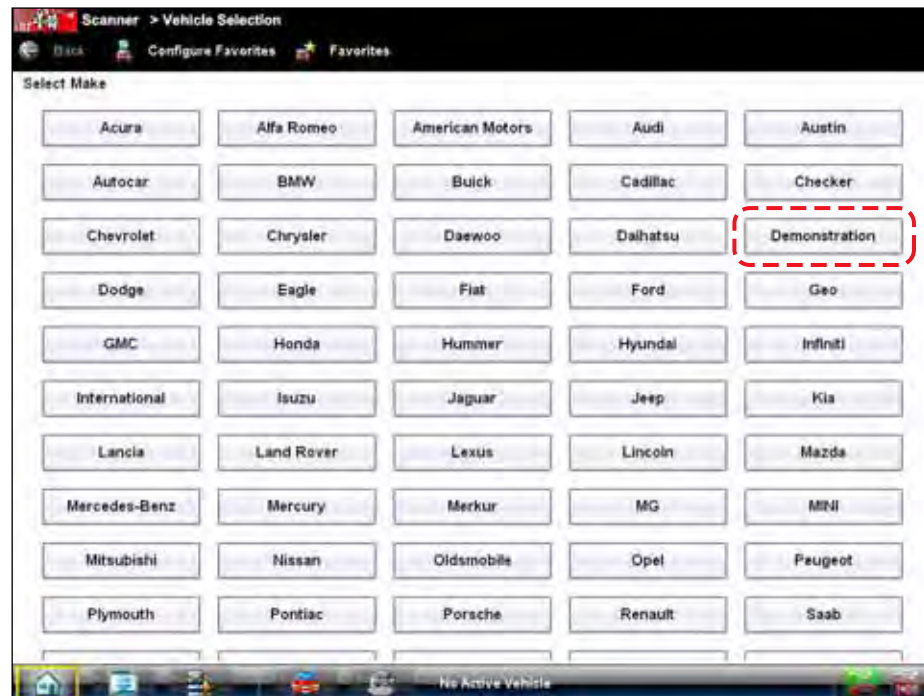 Scanner > Vehicle Selection
Back Configure Favorites Favorites
Select Make
Acura Alfa Romeo American Motors Audi Austin
Autocar BMW Buick Cadillac Checker
Chevrolet Chrysler Daewoo Daihatsu Demonstration
Dodge Eagle Fiat Ford Geo
GMC Honda Hummer Hyundai Infiniti
International Isuzu Jaguar Jeep Kia
Lancia Land Rover Lexus Lincoln Mazda
Mercedes-Benz Mercury Merkur MG MINI
Mitsubishi Nissan Oldsmobile Opel Peugeot
Plymouth Pontiac Porsche Renault Saab
No Active Vehicle